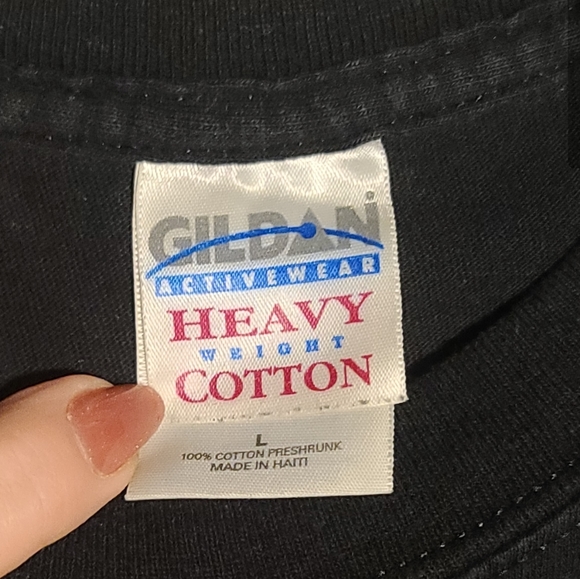 GILDAN®
ACTIVEWEAR
HEAVY
WEIGHT
COTTON
L
100% COTTON PRESHRUNK
MADE IN HAITI